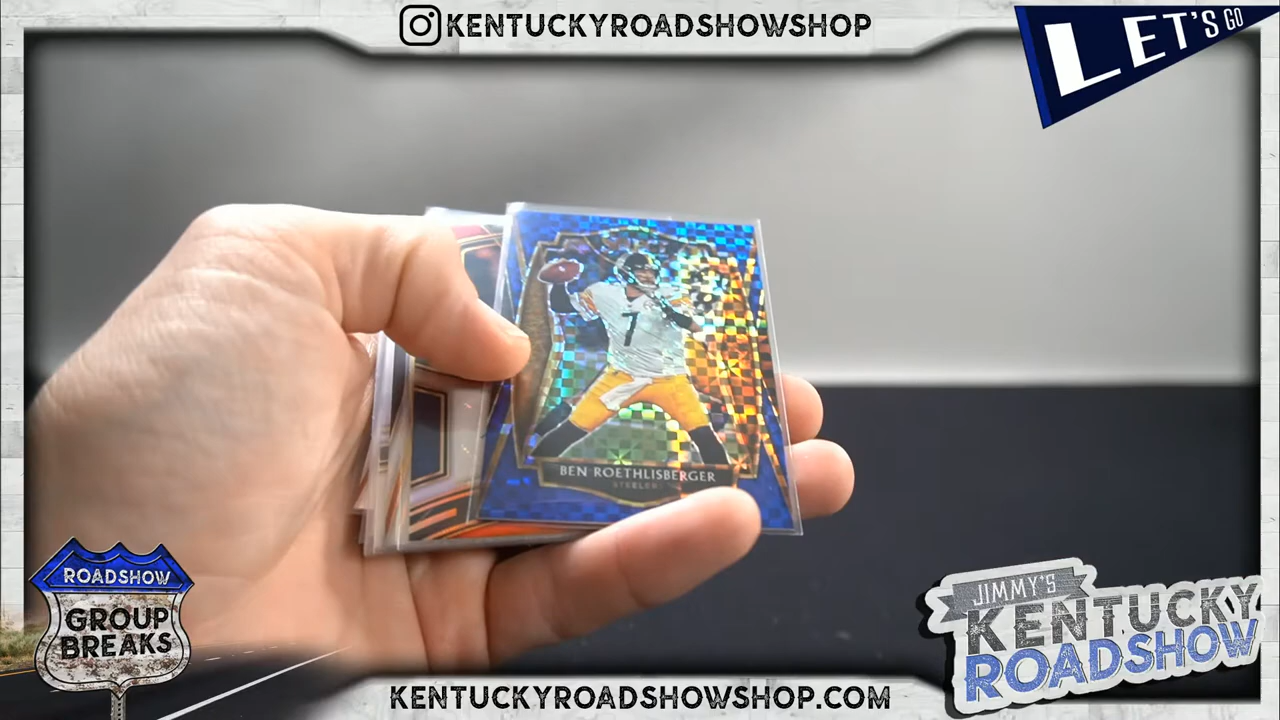 KENTUCKYROADSHOWSHOP
LET'S GO
7
BEN ROETHLISBERGER
STEELERS
ROADSHOW
GROUP
BREAKS
JIMMY'S
KENTUCKY
ROADSHOW
KENTUCKYROADSHOWSHOP.COM